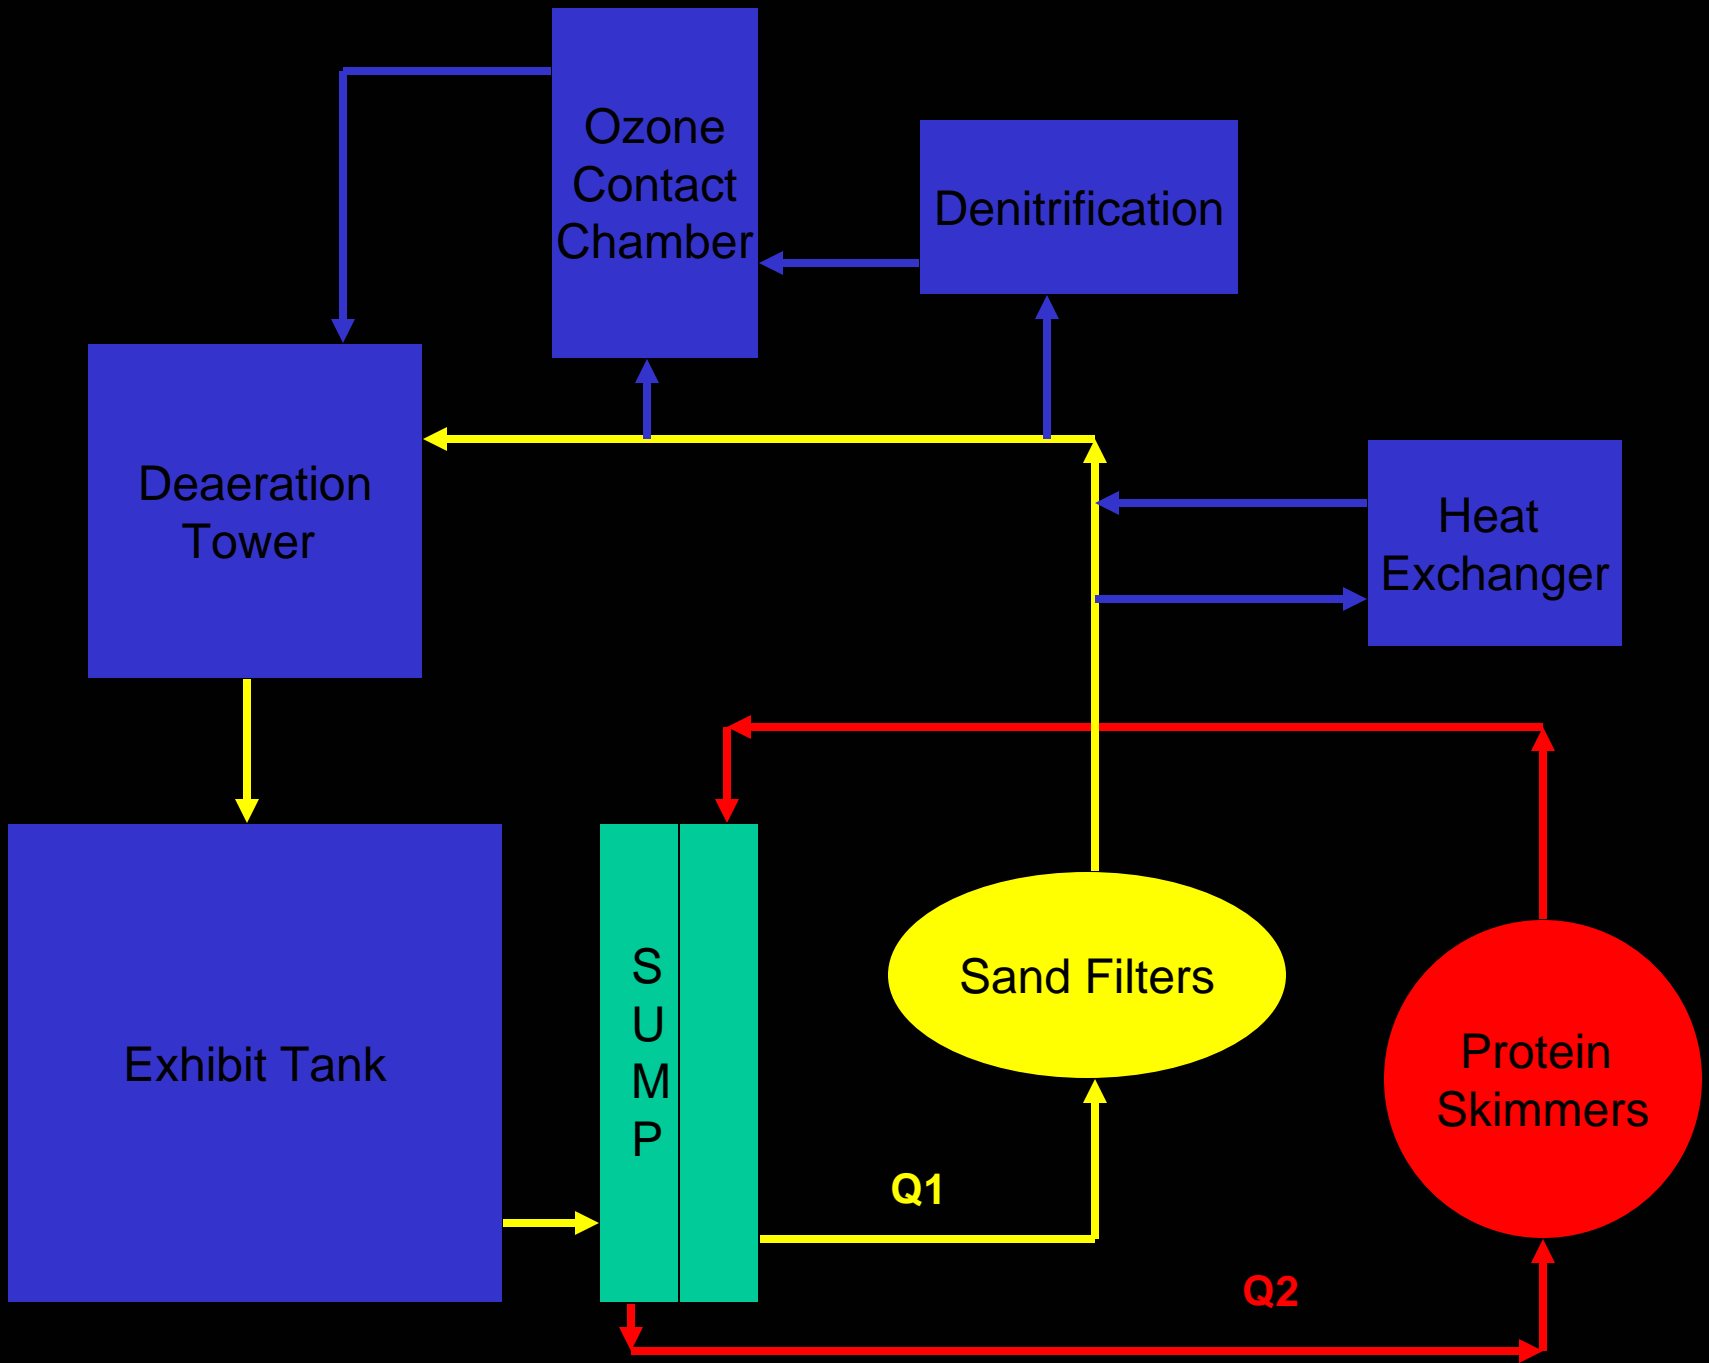 Ozone
Contact
Chamber
Denitrification
Deaeration
Tower
Heat
Exchanger
Exhibit Tank
S
U
M
P
Sand Filters
Protein
Skimmers
Q1
Q2